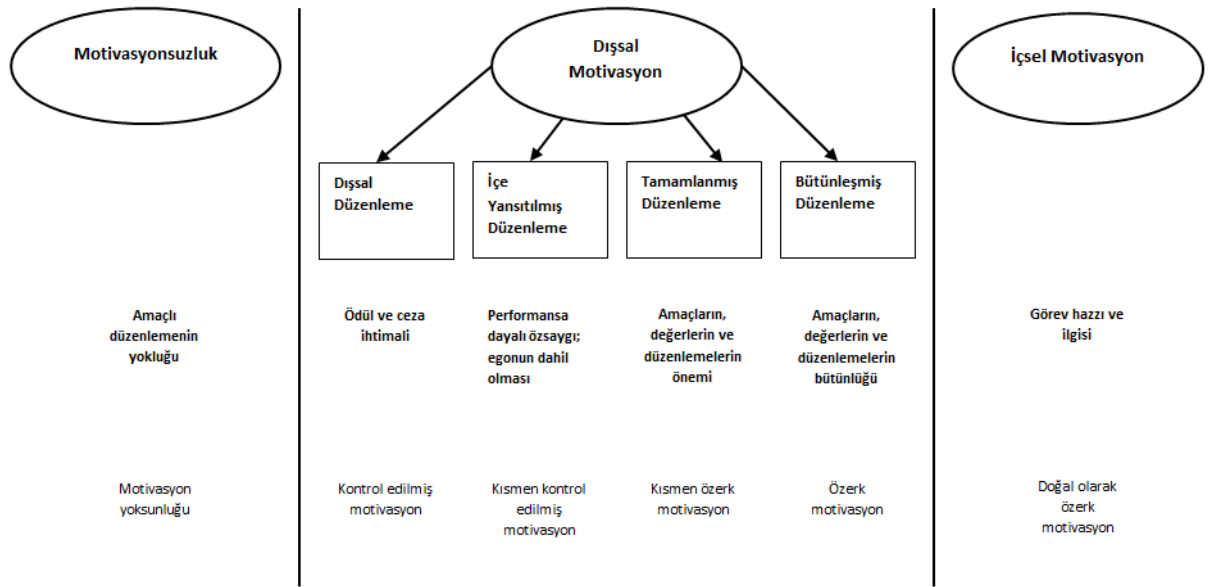 Motivasyonsuzluk
Dışsal
Motivasyon
İçsel Motivasyon
Dışsal
Düzenleme
İçe
Yansıtılmış
Düzenleme
Tamamlanmış
Düzenleme
Bütünleşmiş
Düzenleme
Amaçlı
düzenlemenin
yokluğu
Ödül ve ceza
ihtimali
Performansa
dayalı özsaygı;
egonun dahil
olması
Amaçların,
değerlerin ve
düzenlemelerin
önemi
Amaçların,
değerlerin ve
düzenlemelerin
bütünlüğü
Görev hazzı ve
ilgisi
Motivasyon
yoksunluğu
Kontrol edilmiş
motivasyon
Kısmen kontrol
edilmiş
motivasyon
Kısmen özerk
motivasyon
Özerk
motivasyon
Doğal olarak
özerk
motivasyon